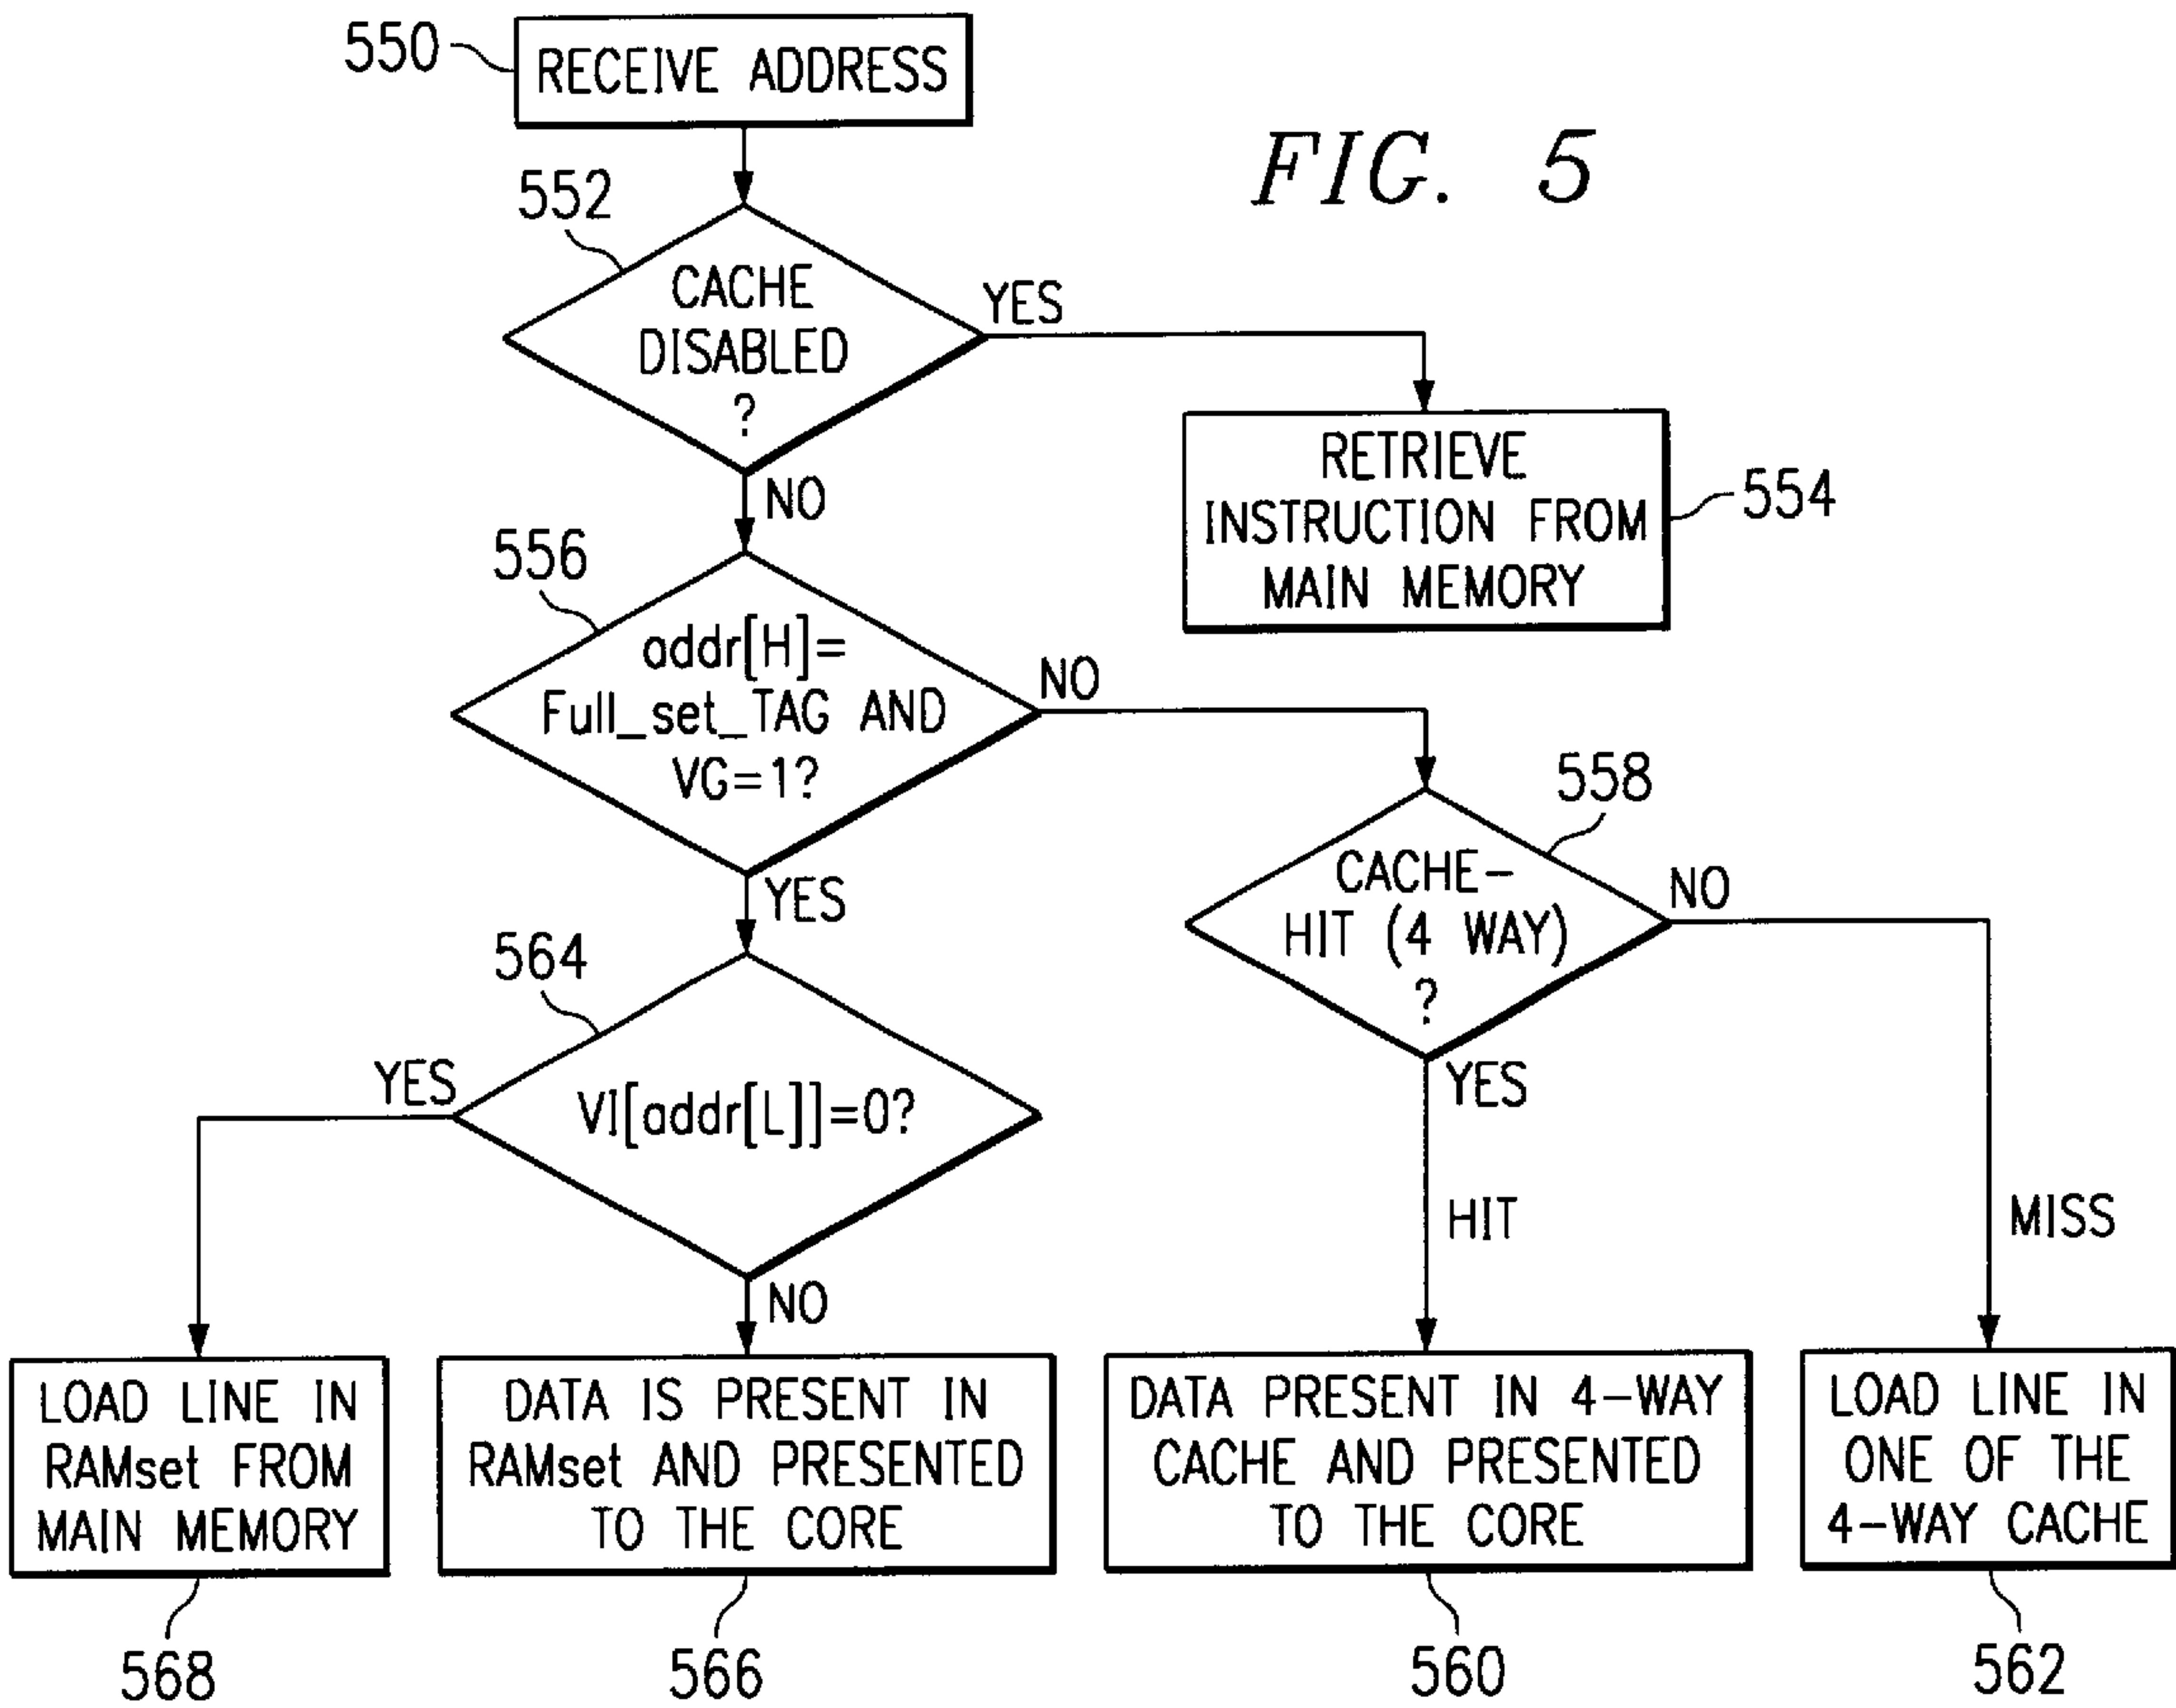 550
RECEIVE ADDRESS
FIG. 5
552
CACHE
DISABLED
?
YES
NO
RETRIEVE
INSTRUCTION FROM
MAIN MEMORY
554
556
addr[H]=
Full_set_TAG AND
VG=1?
NO
YES
558
CACHE-
HIT (4 WAY)
?
NO
YES
HIT
MISS
564
VI[addr[L]]=0?
YES
NO
LOAD LINE IN
RAMset FROM
MAIN MEMORY
568
DATA IS PRESENT IN
RAMset AND PRESENTED
TO THE CORE
566
DATA PRESENT IN 4-WAY
CACHE AND PRESENTED
TO THE CORE
560
LOAD LINE IN
ONE OF THE
4-WAY CACHE
562